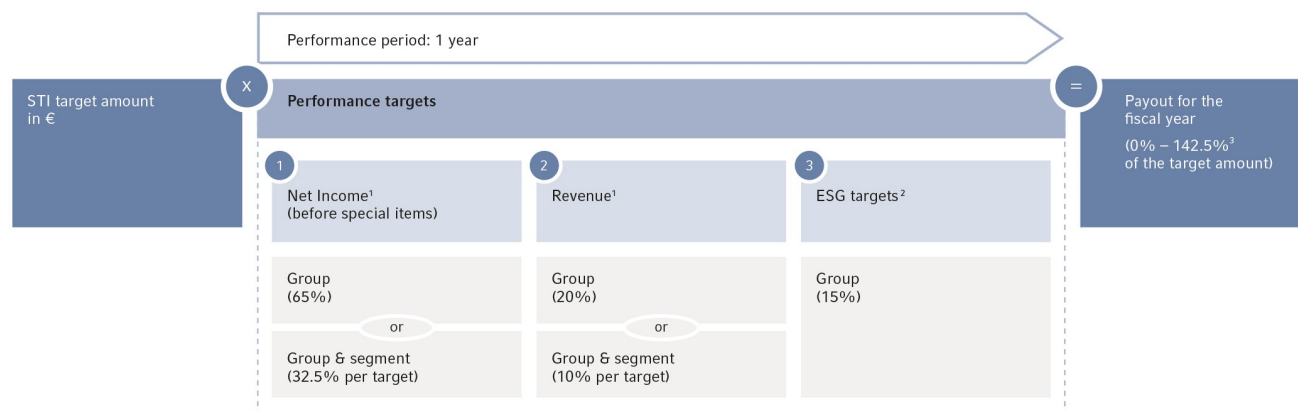 Performance period: 1 year
STI target amount
in €
x
Performance targets
=
Payout for the
fiscal year
(0% – 142.5%³
of the target amount)
1
Net Income¹
(before special items)
2
Revenue¹
3
ESG targets²
Group
(65%)
or
Group & segment
(32.5% per target)
Group
(20%)
or
Group & segment
(10% per target)
Group
(15%)